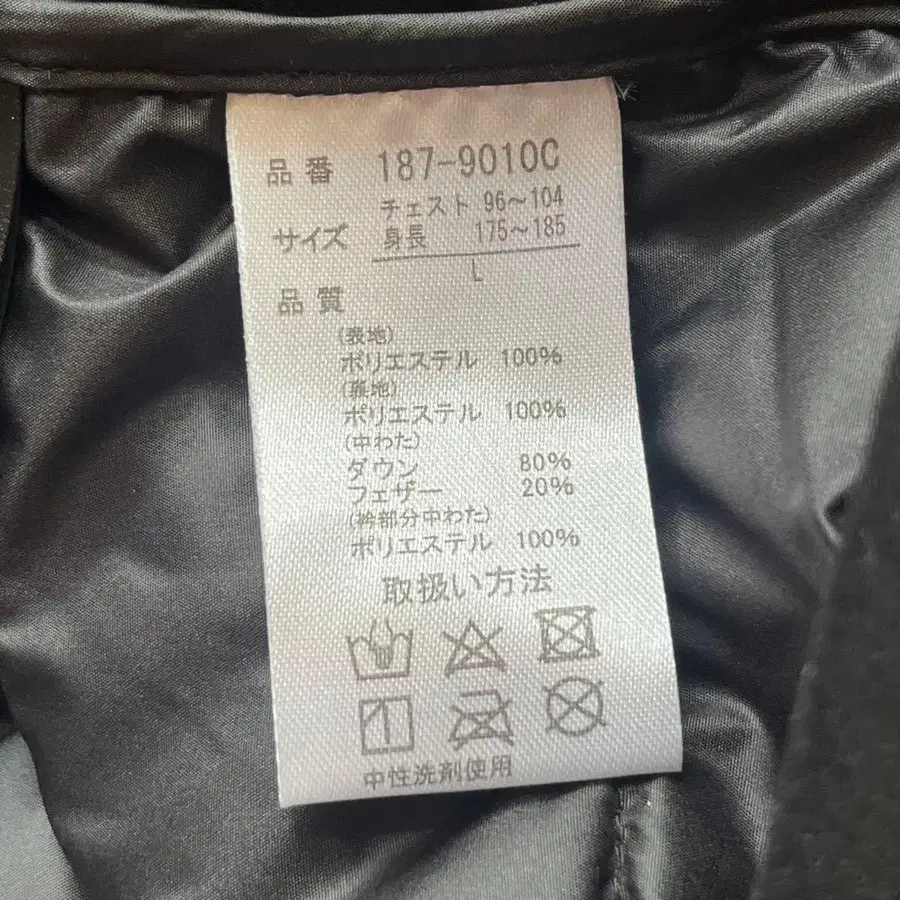 品番 187-9010C
チェスト 96～104
サイズ 身長 175～185
L
品質
(表地)
ポリエステル 100%
(裏地)
ポリエステル 100%
(中わた)
ダウン 80%
フェザー 20%
(衿部分中わた)
ポリエステル 100%
取扱い方法
中性洗剤使用